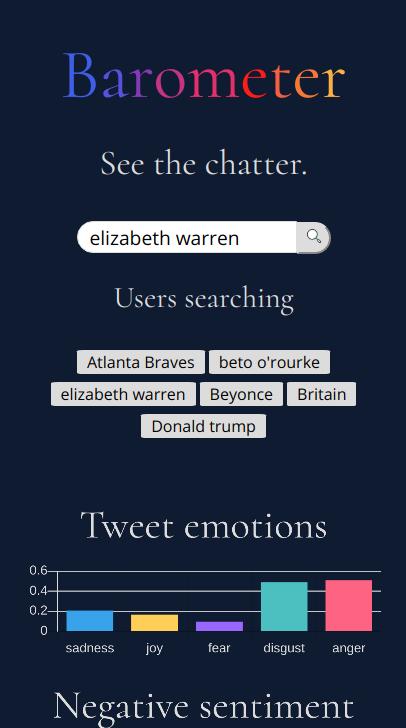 Barometer
See the chatter.
elizabeth warren
Users searching
Atlanta Braves beto o'rourke
elizabeth warren Beyonce Britain
Donald trump
Tweet emotions
0.6
0.4
0.2
0
sadness joy fear disgust anger
Negative sentiment